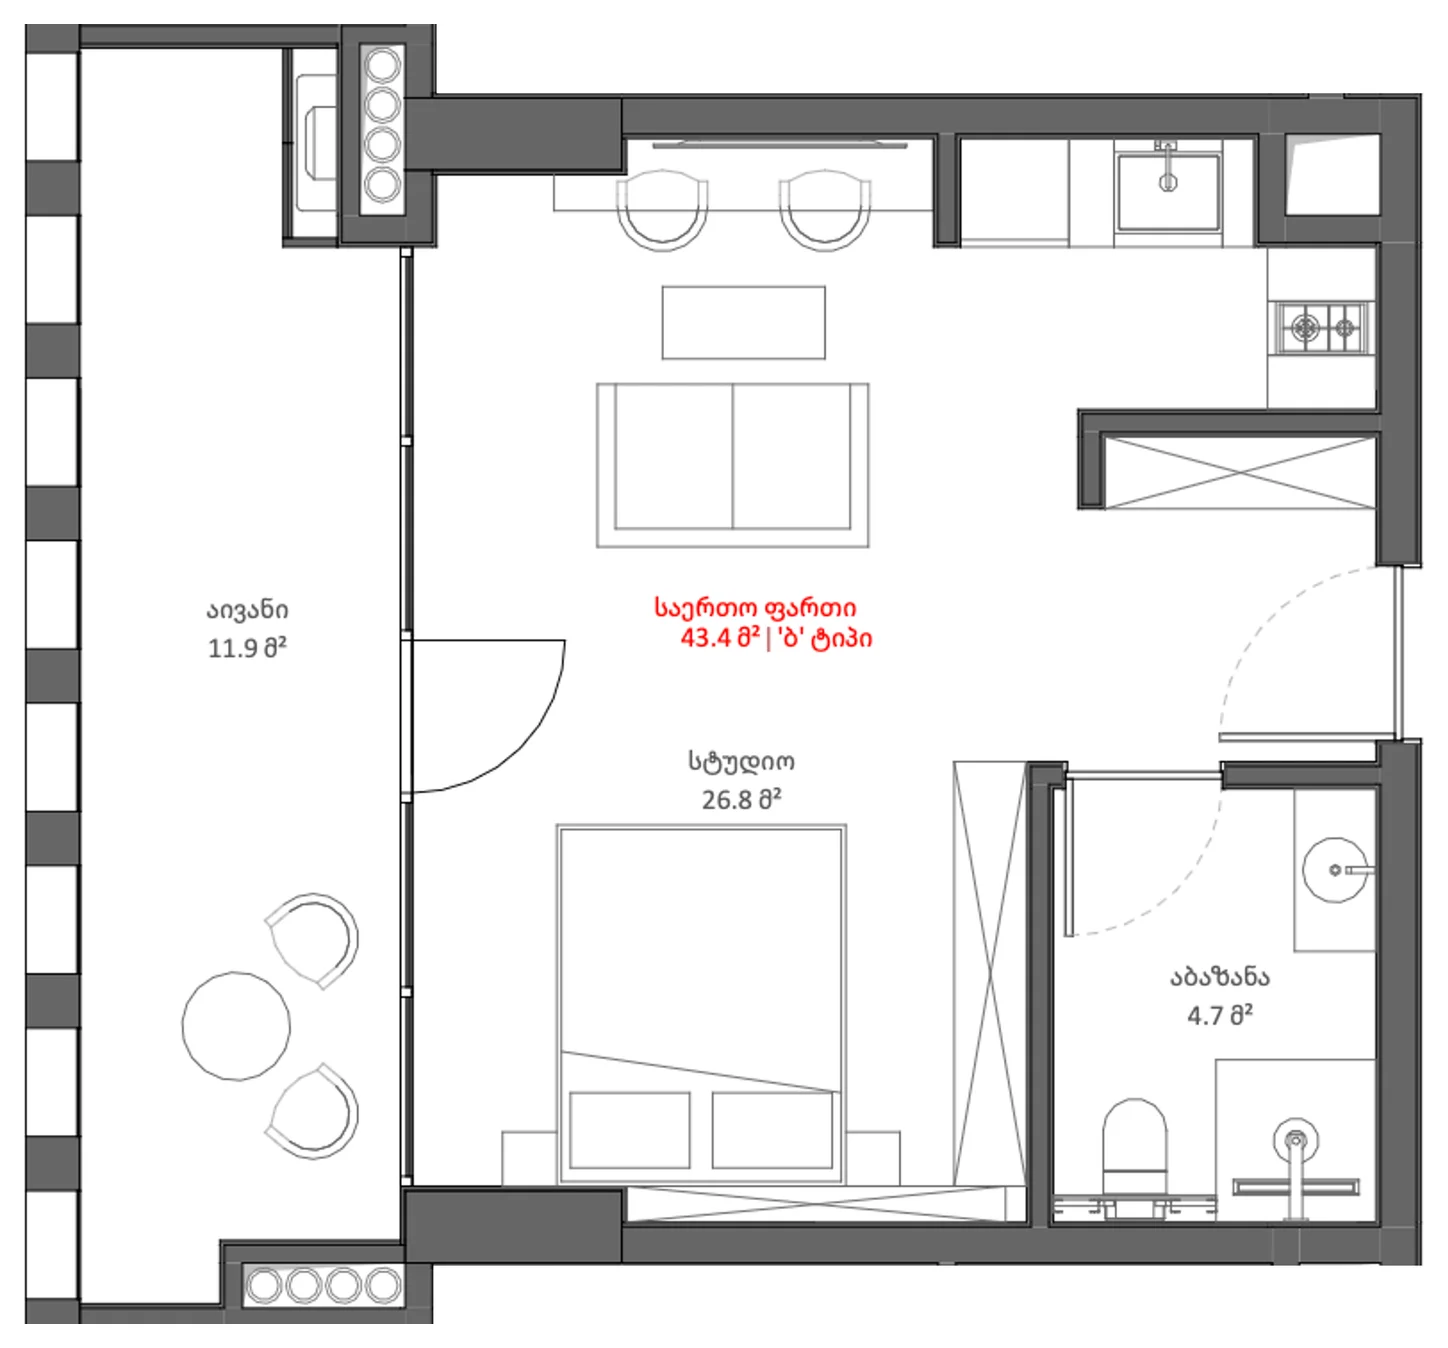 საერთო ფართი
43.4 მ² | 'ბ' ტიპი
აივანი
11.9 მ²
სტუდიო
26.8 მ²
აბაზანა
4.7 მ²